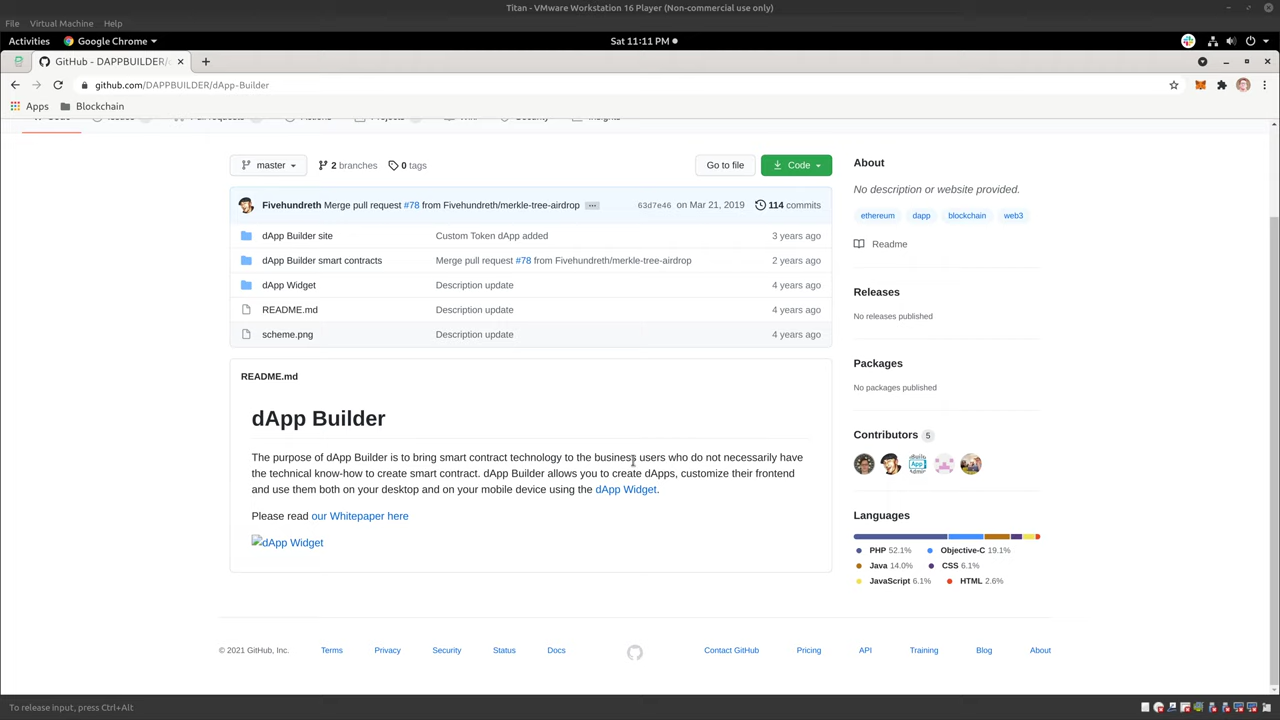 Titan - VMware Workstation 16 Player (Non-commercial use only)
File Virtual Machine Help
Activities Google Chrome Sat 11:11 PM
GitHub - DAPPBUILDER/
github.com/DAPPBUILDER/dApp-Builder
Apps Blockchain
master 2 branches 0 tags Go to file Code
Fivehundreth Merge pull request #78 from Fivehundreth/merkle-tree-airdrop 63d7e46 on Mar 21, 2019 114 commits
dApp Builder site Custom Token dApp added 3 years ago
dApp Builder smart contracts Merge pull request #78 from Fivehundreth/merkle-tree-airdrop 2 years ago
dApp Widget Description update 4 years ago
README.md Description update 4 years ago
scheme.png Description update 4 years ago
README.md
dApp Builder
The purpose of dApp Builder is to bring smart contract technology to the business users who do not necessarily have
the technical know-how to create smart contract. dApp Builder allows you to create dApps, customize their frontend
and use them both on your desktop and on your mobile device using the dApp Widget.
Please read our Whitepaper here
dApp Widget
About
No description or website provided.
ethereum dapp blockchain web3
Readme
Releases
No releases published
Packages
No packages published
Contributors 5
Languages
PHP 52.1% Objective-C 19.1%
Java 14.0% CSS 6.1%
JavaScript 6.1% HTML 2.6%
© 2021 GitHub, Inc. Terms Privacy Security Status Docs Contact GitHub Pricing API Training Blog About
To release input, press Ctrl+Alt